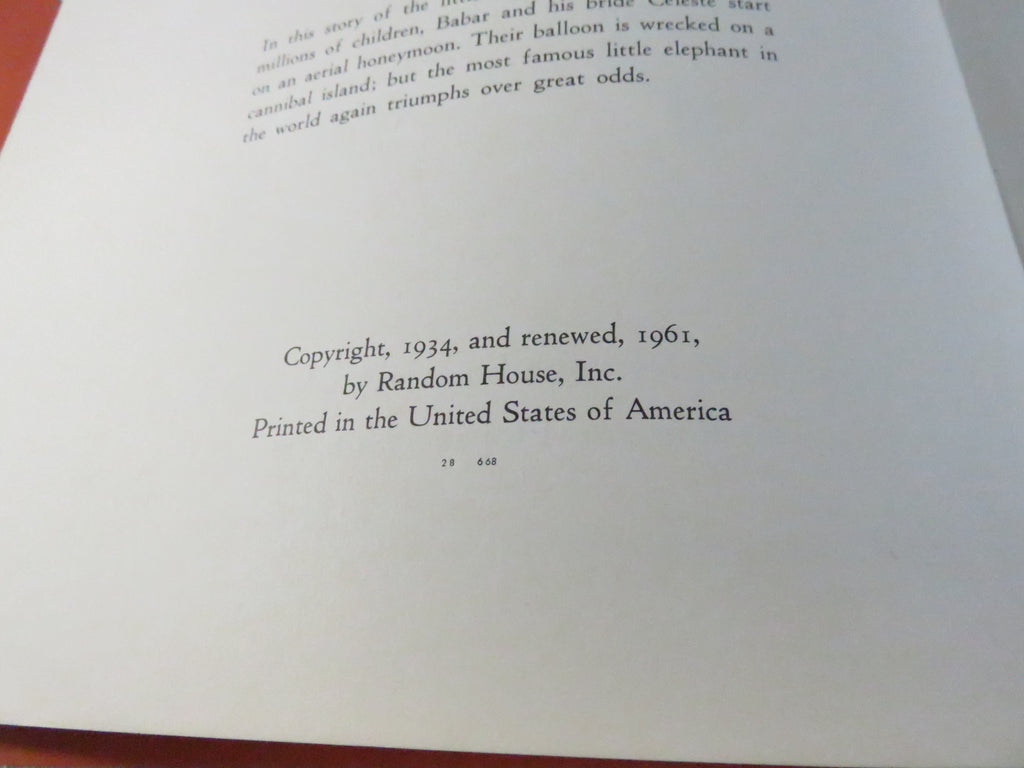 In this story of the
millions of children, Babar and his bride Celeste start
on an aerial honeymoon. Their balloon is wrecked on a
cannibal island; but the most famous little elephant in
the world again triumphs over great odds.
Copyright, 1934, and renewed, 1961,
by Random House, Inc.
Printed in the United States of America
28 668